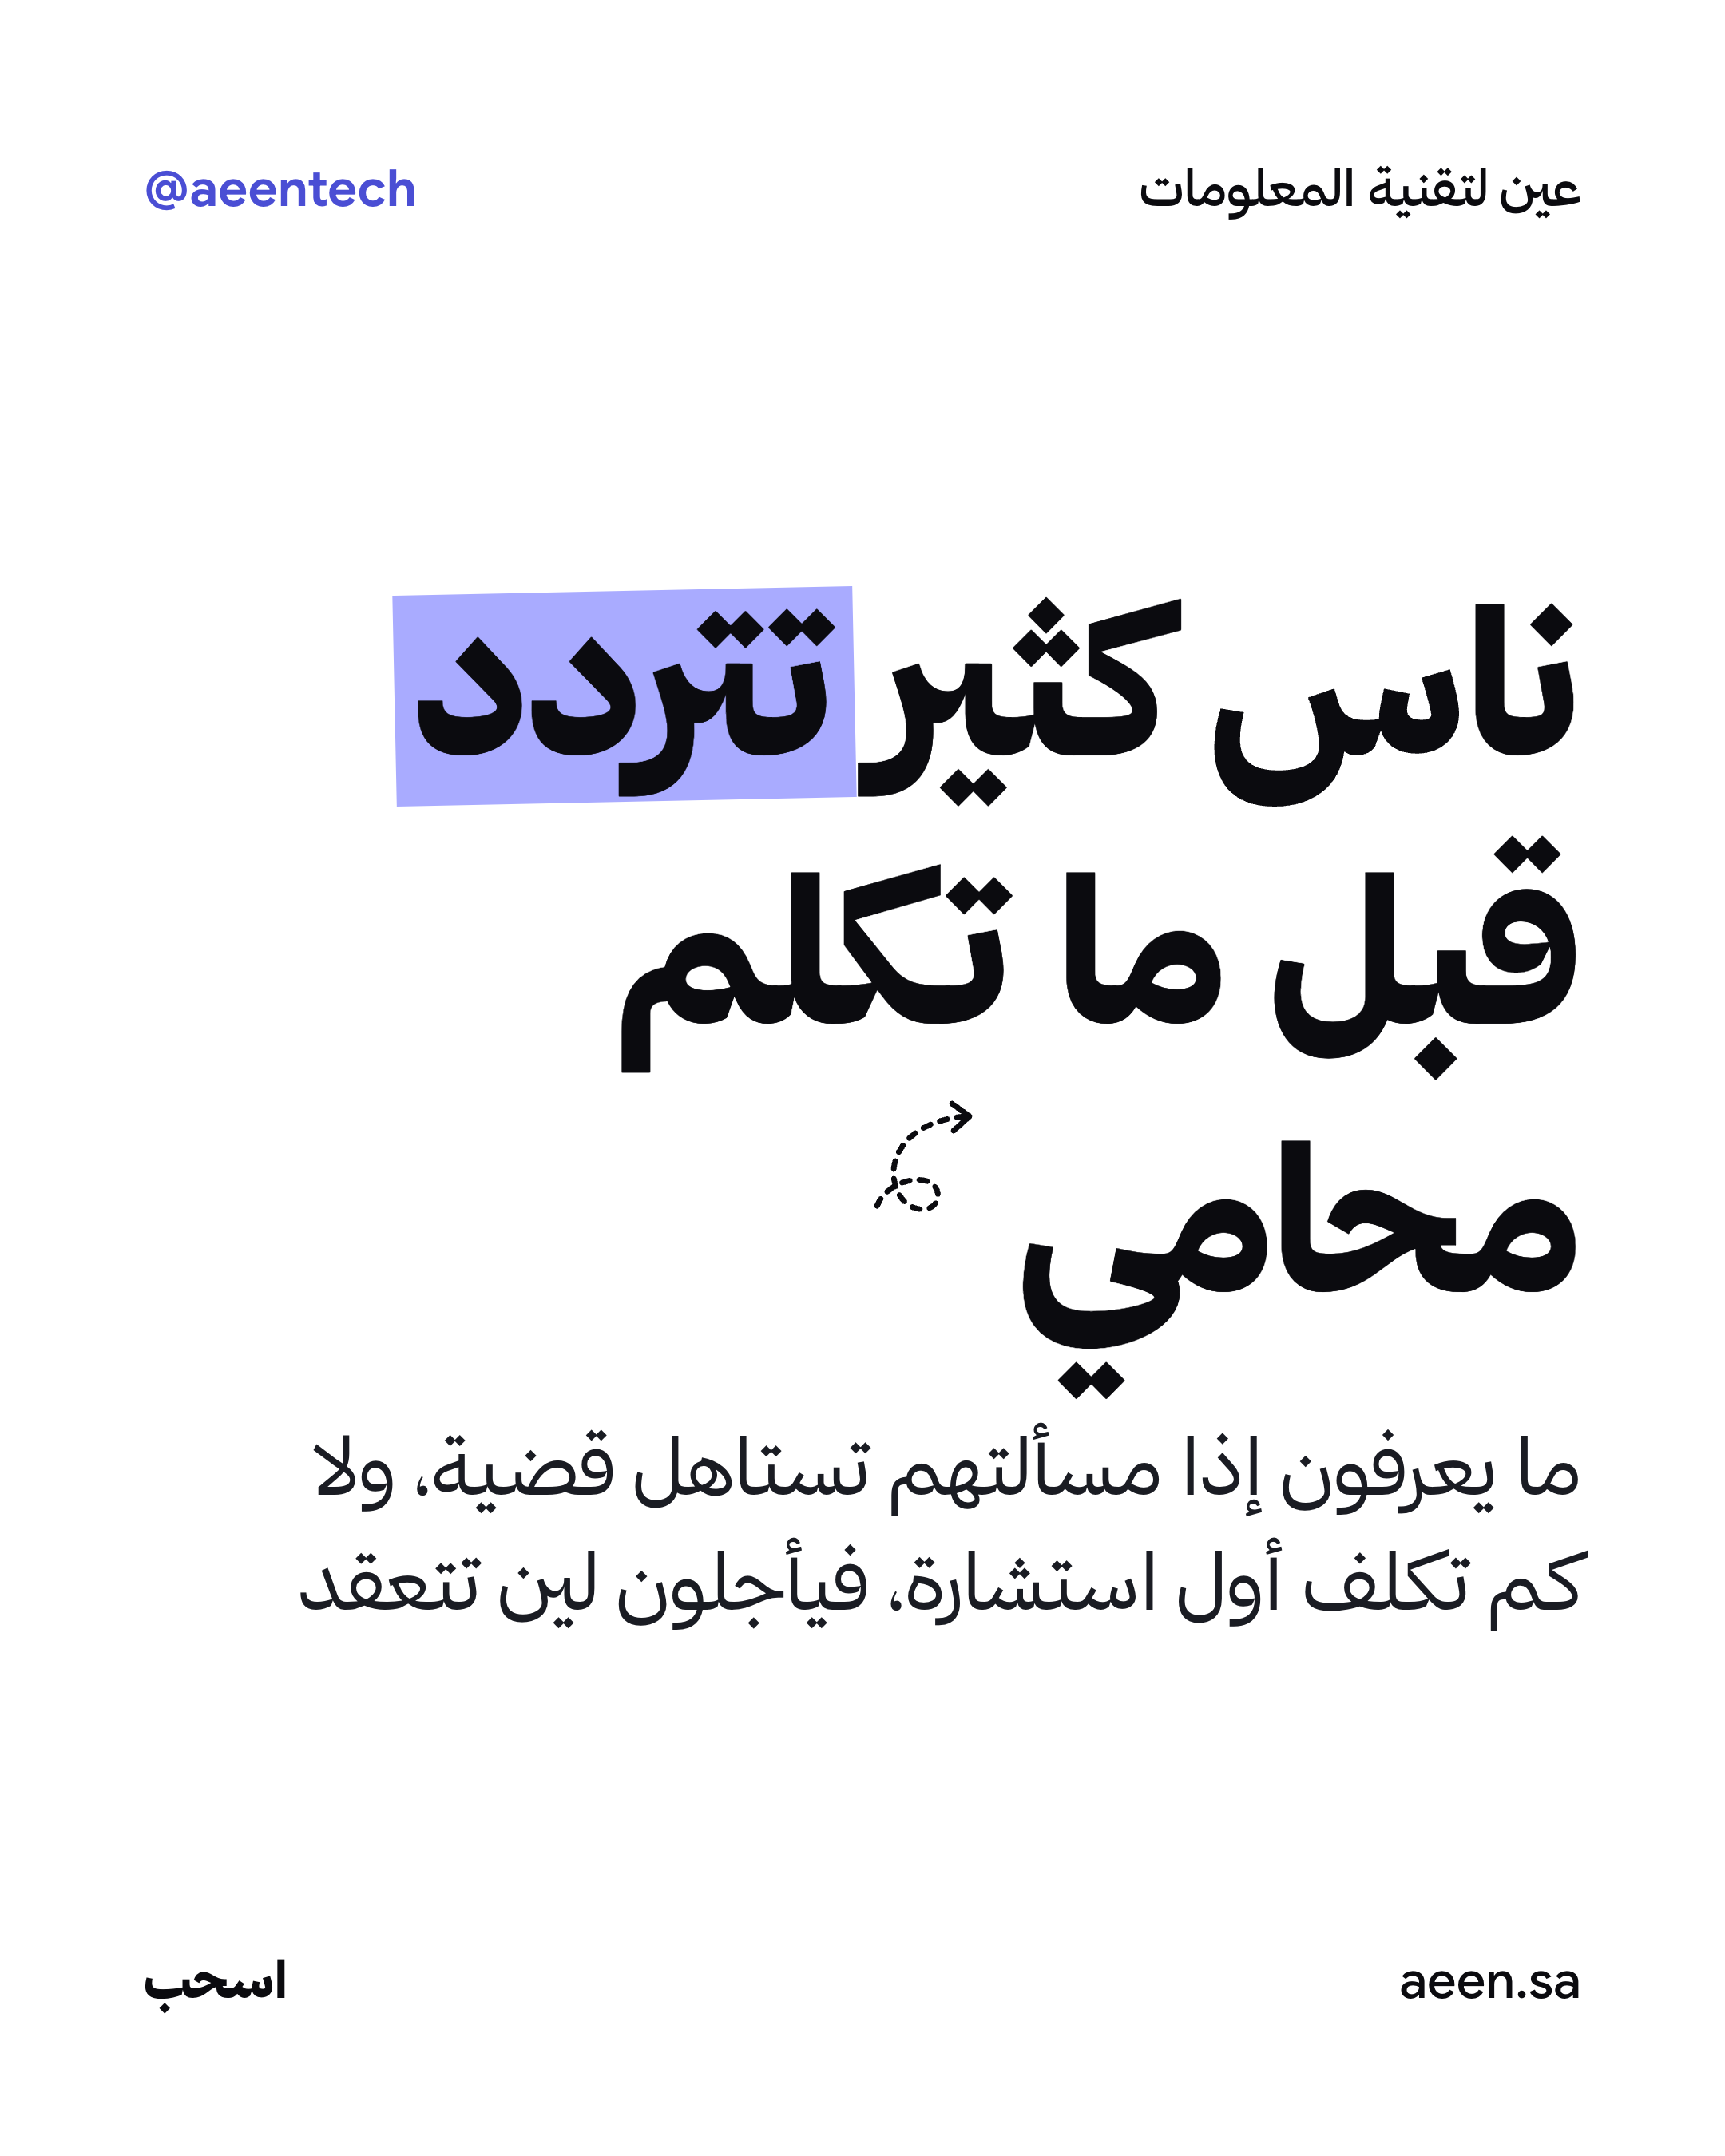 عين لتقنية المعلومات
@aeentech
ناس كثير تتردد
قبل ما تكلم
محامي
ما يعرفون إذا مسألتهم تستاهل قضية، ولا
كم تكلف أول استشارة، فيأجلون لين تتعقد
aeen.sa
اسحب